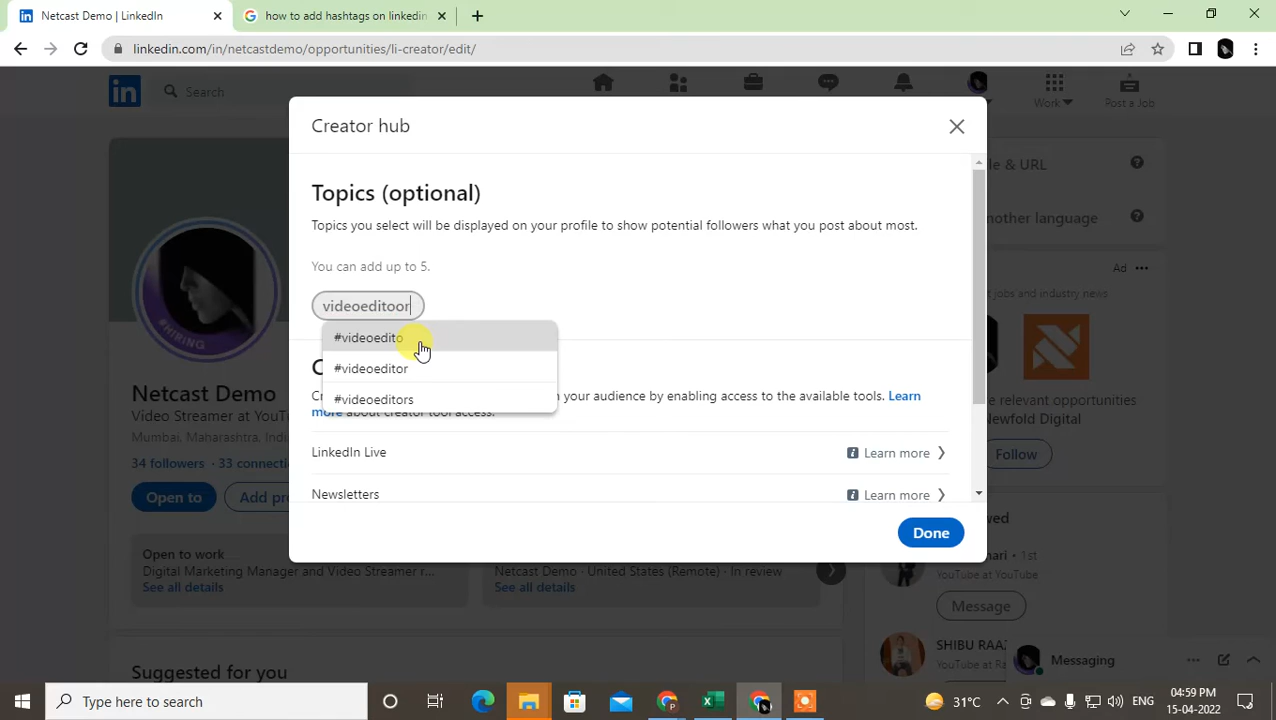 Netcast Demo | LinkedIn
how to add hashtags on linkedin
linkedin.com/in/netcastdemo/opportunities/li-creator/edit/
in
Search
Work
Post a Job
Creator hub
Topics (optional)
Topics you select will be displayed on your profile to show potential followers what you post about most.
You can add up to 5.
videoeditoor
#videoedito
#videoeditor
#videoeditors
your audience by enabling access to the available tools. Learn
more about creator tool access.
LinkedIn Live
Learn more
Newsletters
Learn more
Done
#HIRING
Netcast Demo
Video Streamer at YouT
Mumbai, Maharashtra, Indi
34 followers · 33 connecti
Open to
Add pr
Open to work
Digital Marketing Manager and Video Streamer r...
See all details
Netcast Demo · United States (Remote) · In review
See all details
Suggested for you
le & URL
nother language
Ad
t jobs and industry news
e relevant opportunities
Newfold Digital
Follow
wed
nari • 1st
YouTube at YouTube
Message
SHIBU RAA
Messaging
Type here to search
31°C
ENG
04:59 PM
15-04-2022